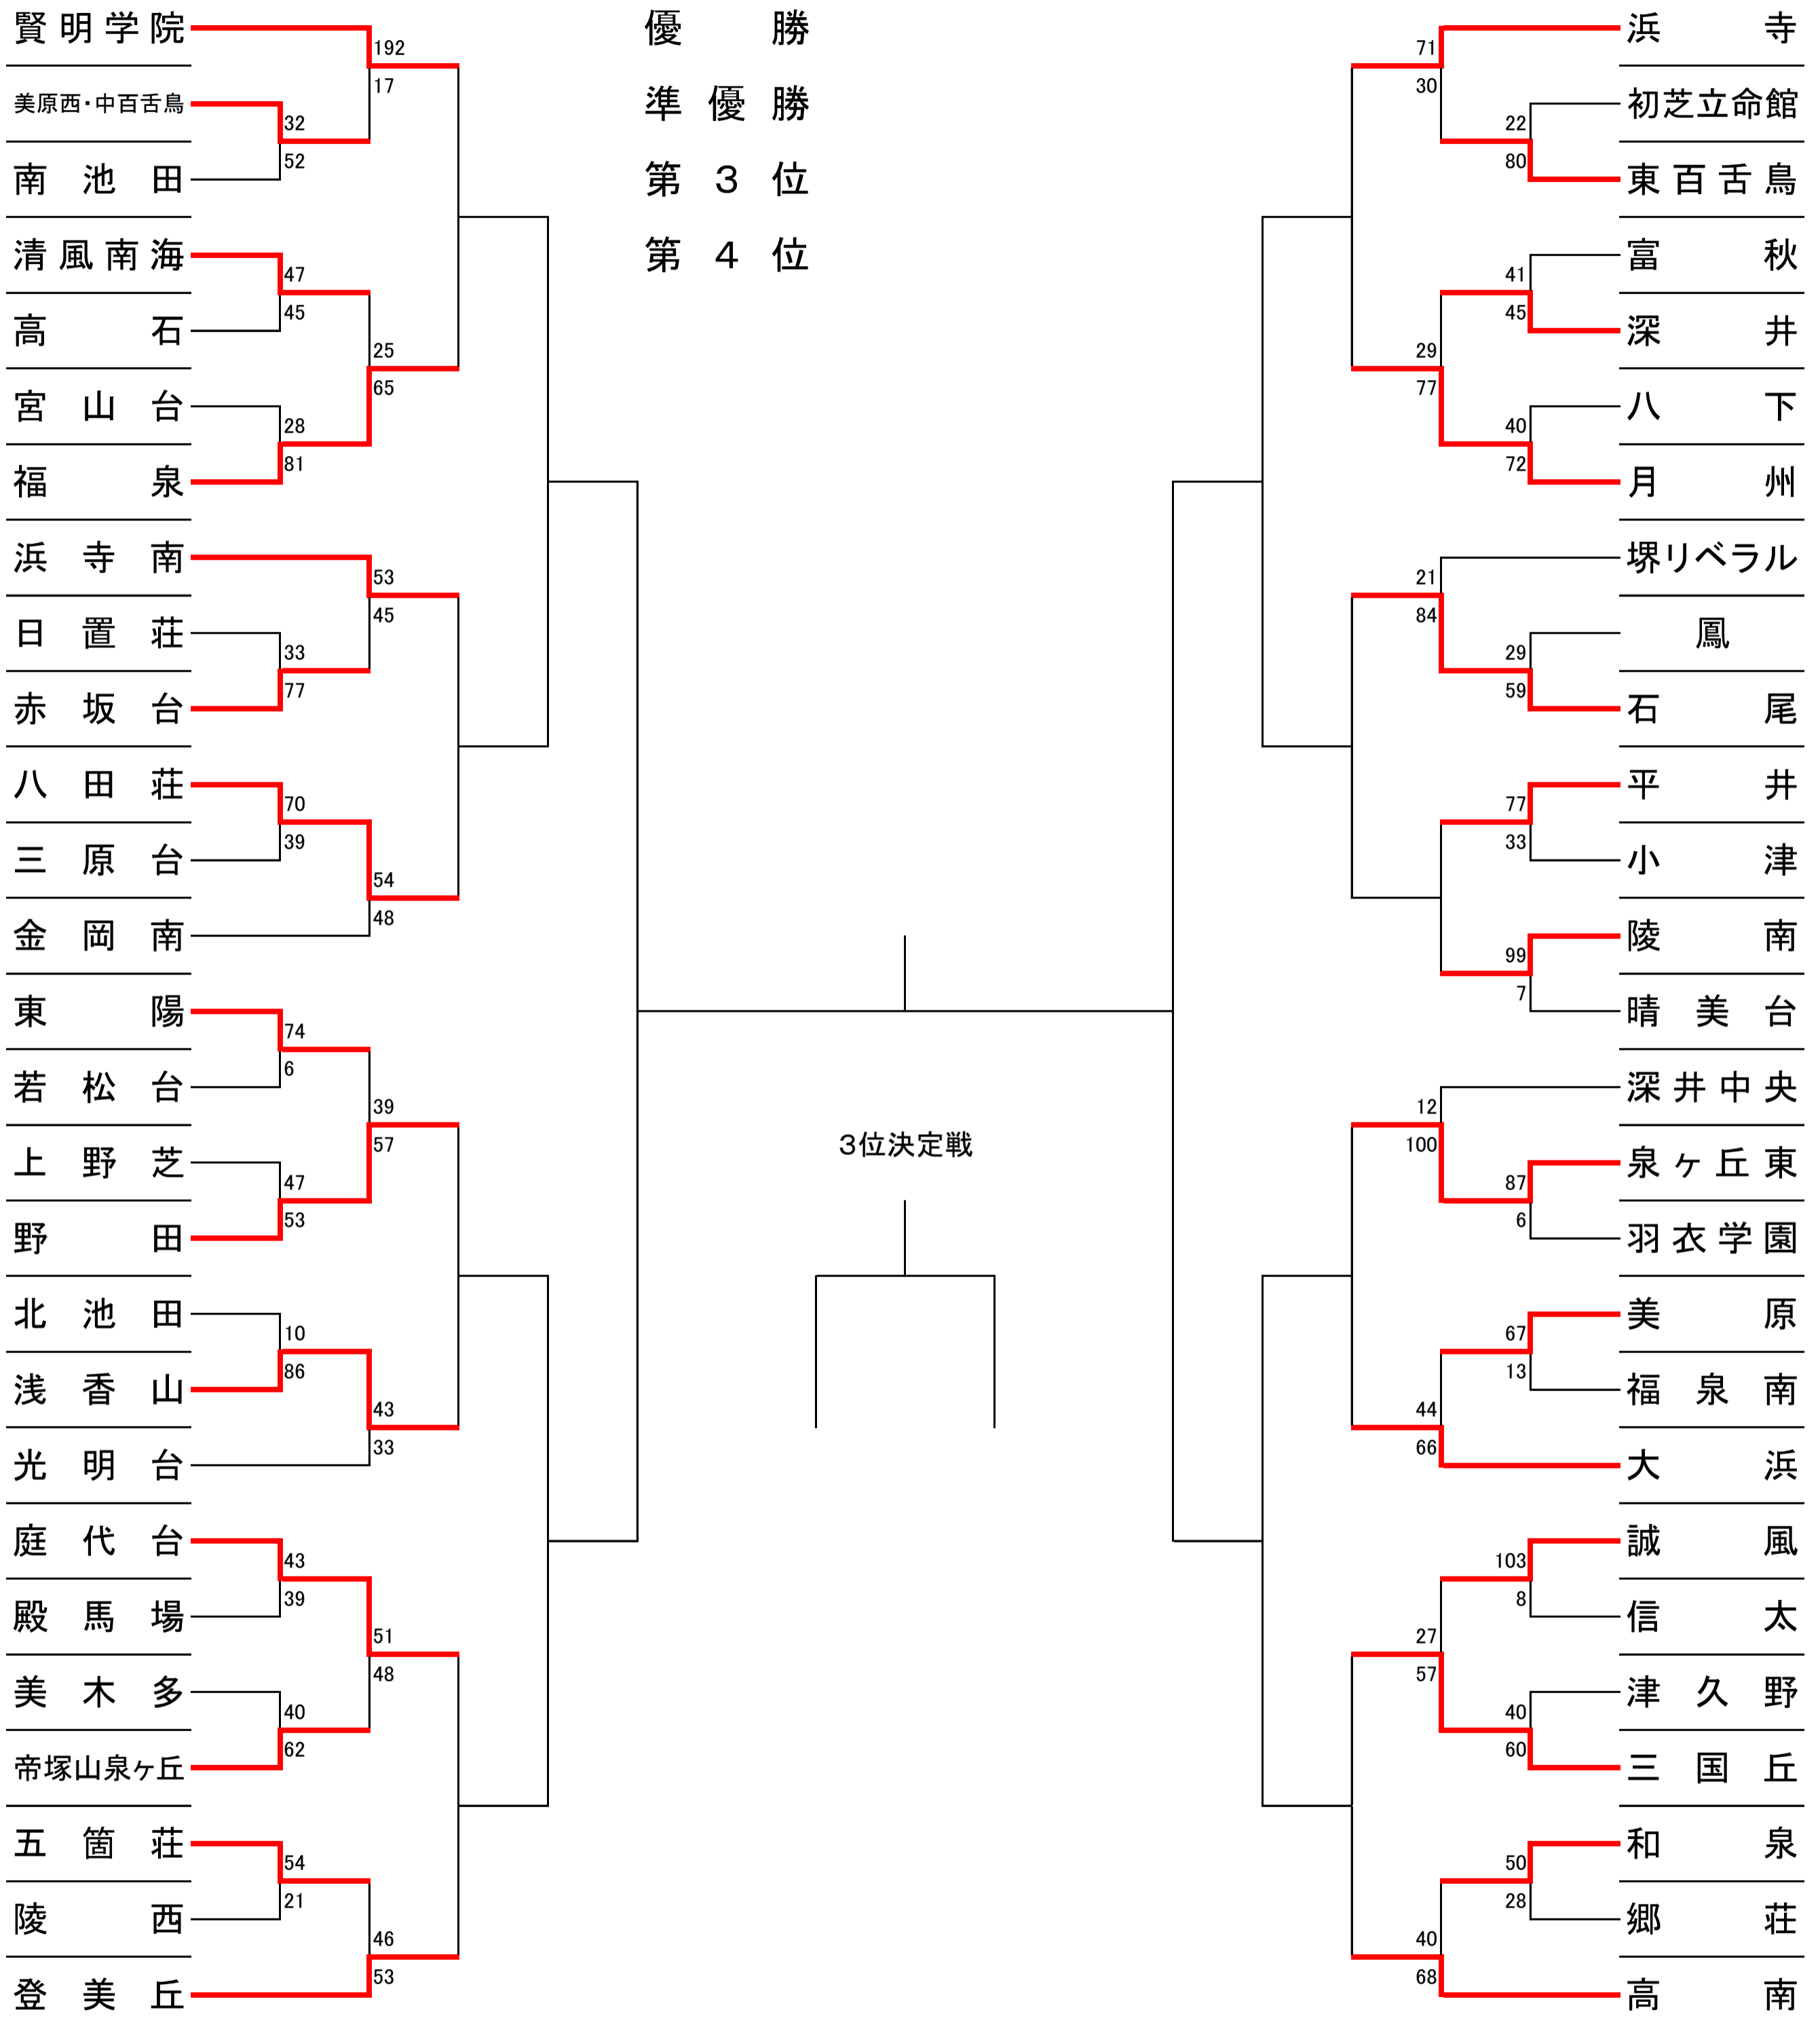 賢明学院
192
17
美原西・中百舌鳥
32
52
南池田
清風南海
47
45
高石
25
65
宮山台
28
81
福泉
浜寺南
53
45
日置荘
33
77
赤坂台
八田荘
70
39
三原台
54
48
金岡南
東陽
74
6
若松台
39
57
上野芝
47
53
野田
北池田
10
86
浅香山
43
33
光明台
庭代台
43
39
殿馬場
51
48
美木多
40
62
帝塚山泉ヶ丘
五箇荘
54
21
陵西
46
53
登美丘
優勝
準優勝
第3位
第4位
3位決定戦
浜寺
71
30
初芝立命館
22
80
東百舌鳥
富秋
41
45
深井
29
77
八下
40
72
月州
堺リベラル
21
84
鳳
29
59
石尾
平井
77
33
小津
陵南
99
7
晴美台
深井中央
12
100
泉ヶ丘東
87
6
羽衣学園
美原
67
13
福泉南
44
66
大浜
誠風
103
8
信太
27
57
津久野
40
60
三国丘
和泉
50
28
郷荘
40
68
高南